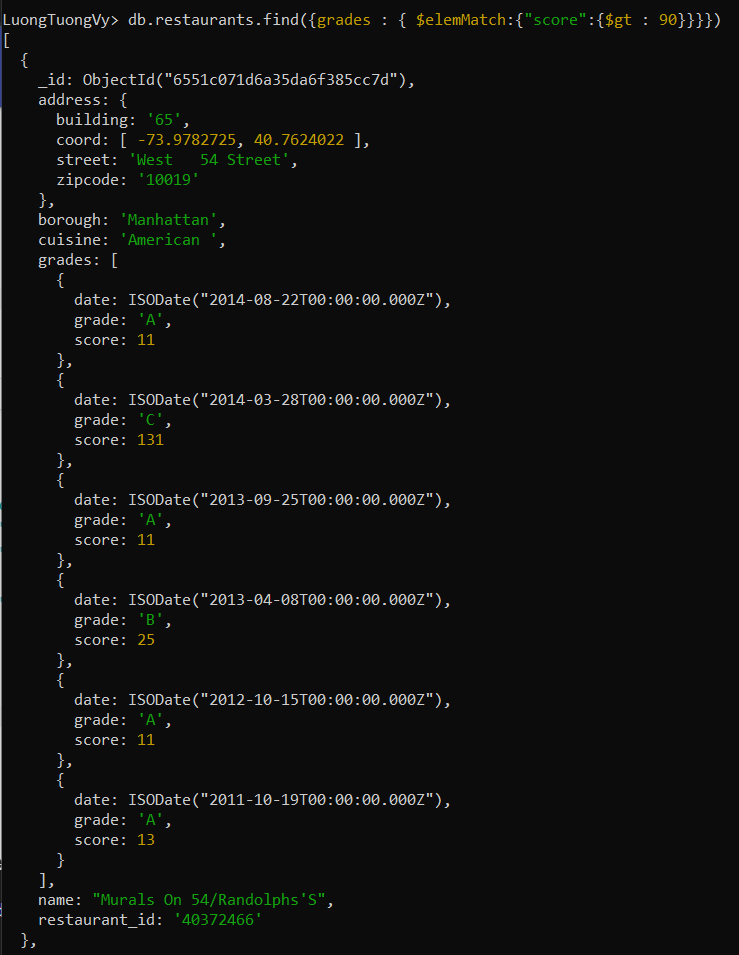 LuongTuongVy> db.restaurants.find({grades : { $elemMatch:{"score":{$gt : 90}}}})
[
  {
    _id: ObjectId("6551c071d6a35da6f385cc7d"),
    address: {
      building: '65',
      coord: [ -73.9782725, 40.7624022 ],
      street: 'West   54 Street',
      zipcode: '10019'
    },
    borough: 'Manhattan',
    cuisine: 'American ',
    grades: [
      {
        date: ISODate("2014-08-22T00:00:00.000Z"),
        grade: 'A',
        score: 11
      },
      {
        date: ISODate("2014-03-28T00:00:00.000Z"),
        grade: 'C',
        score: 131
      },
      {
        date: ISODate("2013-09-25T00:00:00.000Z"),
        grade: 'A',
        score: 11
      },
      {
        date: ISODate("2013-04-08T00:00:00.000Z"),
        grade: 'B',
        score: 25
      },
      {
        date: ISODate("2012-10-15T00:00:00.000Z"),
        grade: 'A',
        score: 11
      },
      {
        date: ISODate("2011-10-19T00:00:00.000Z"),
        grade: 'A',
        score: 13
      }
    ],
    name: "Murals On 54/Randolphs'S",
    restaurant_id: '40372466'
  },